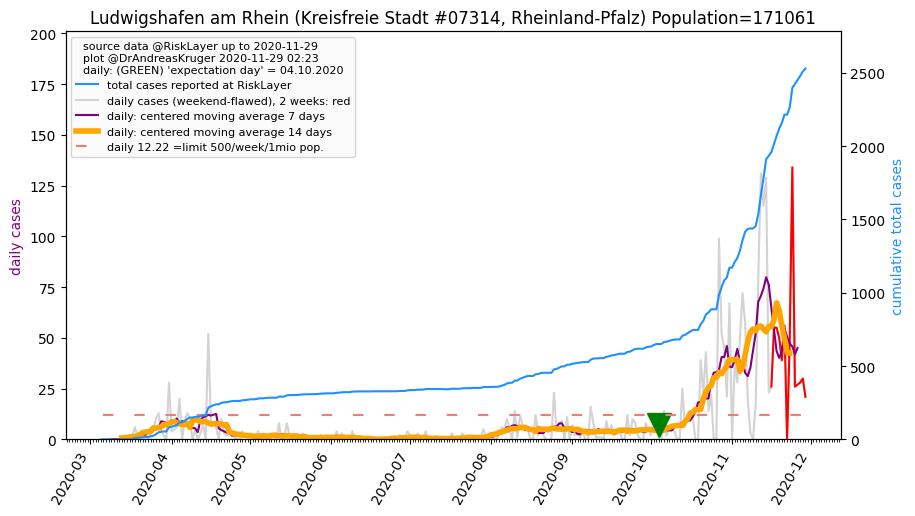 Ludwigshafen am Rhein (Kreisfreie Stadt #07314, Rheinland-Pfalz) Population=171061
source data @RiskLayer up to 2020-11-29
plot @DrAndreasKruger 2020-11-29 02:23
daily: (GREEN) 'expectation day' = 04.10.2020
total cases reported at RiskLayer
daily cases (weekend-flawed), 2 weeks: red
daily: centered moving average 7 days
daily: centered moving average 14 days
daily 12.22 =limit 500/week/1mio pop.
daily cases
200
175
150
125
100
75
50
25
0
cumulative total cases
2500
2000
1500
1000
500
0
2020-03
2020-04
2020-05
2020-06
2020-07
2020-08
2020-09
2020-10
2020-11
2020-12